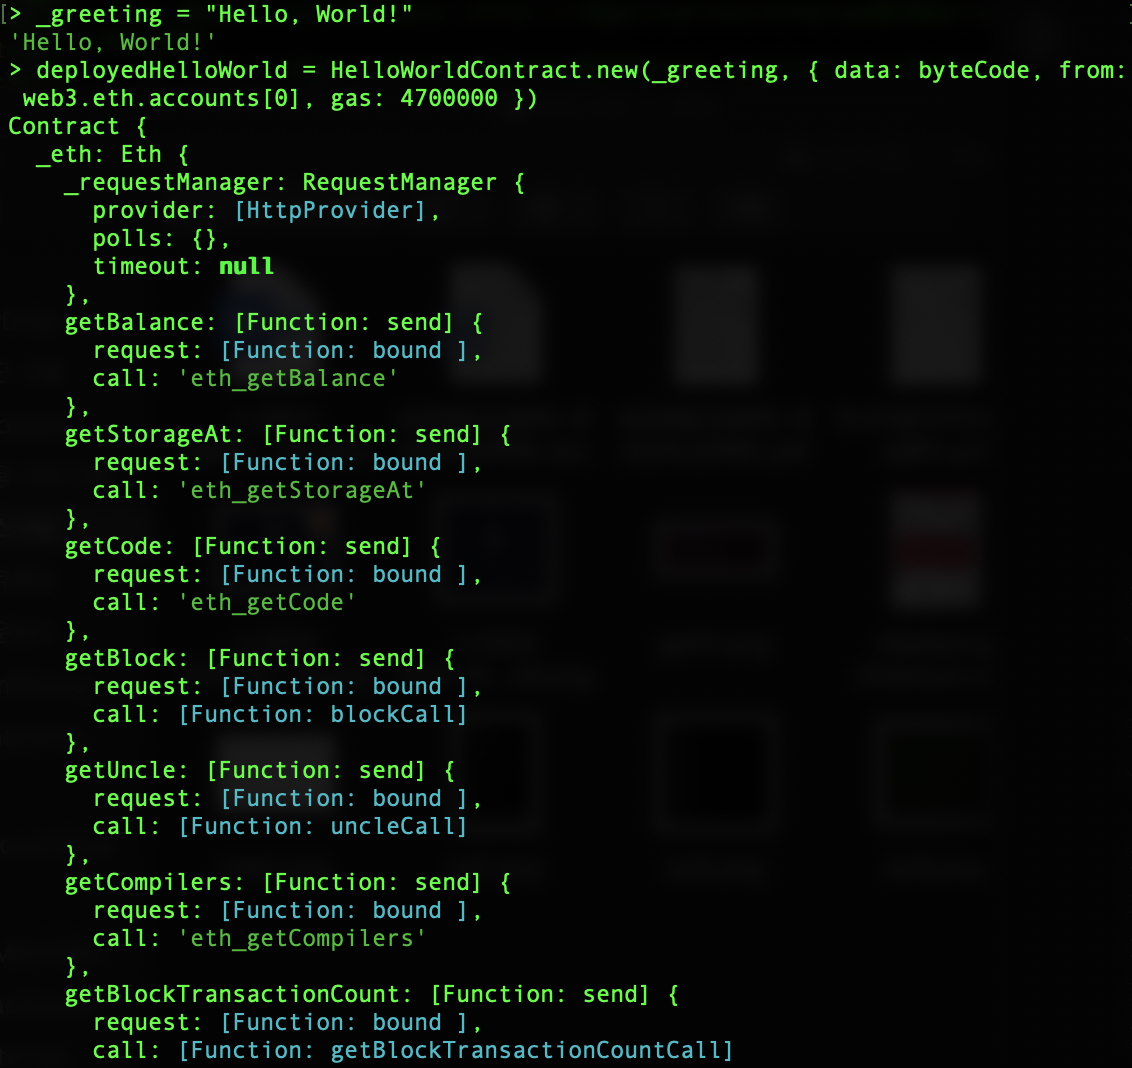 [> _greeting = "Hello, World!"
'Hello, World!'
> deployedHelloWorld = HelloWorldContract.new(_greeting, { data: byteCode, from:
web3.eth.accounts[0], gas: 4700000 })
Contract {
_eth: Eth {
_requestManager: RequestManager {
provider: [HttpProvider],
polls: {},
timeout: null
},
getBalance: [Function: send] {
request: [Function: bound ],
call: 'eth_getBalance'
},
getStorageAt: [Function: send] {
request: [Function: bound ],
call: 'eth_getStorageAt'
},
getCode: [Function: send] {
request: [Function: bound ],
call: 'eth_getCode'
},
getBlock: [Function: send] {
request: [Function: bound ],
call: [Function: blockCall]
},
getUncle: [Function: send] {
request: [Function: bound ],
call: [Function: uncleCall]
},
getCompilers: [Function: send] {
request: [Function: bound ],
call: 'eth_getCompilers'
},
getBlockTransactionCount: [Function: send] {
request: [Function: bound ],
call: [Function: getBlockTransactionCountCall]